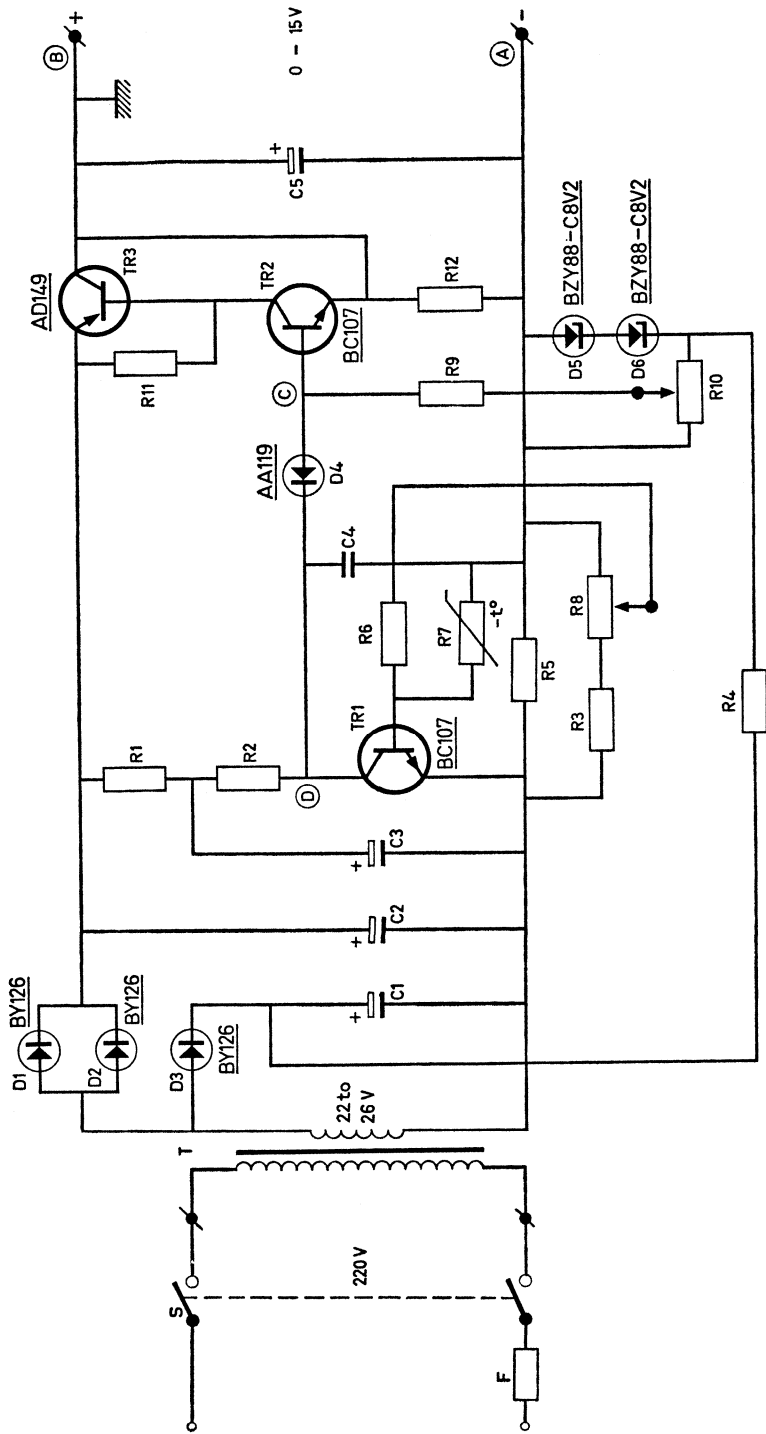 BY126
D1
BY126
D2
D3
BY126
T
22 to
26 V
220 V
S
F
+
C1
+
C2
+
C3
R1
R2
D
TR1
BC107
R6
R7
-t°
C4
R5
R3
R8
R4
AA119
D4
C
R11
AD149
TR3
TR2
BC107
R9
R12
R10
D5
BZY88-C8V2
D6
BZY88-C8V2
+
C5
B
+
0 – 15V
A
-